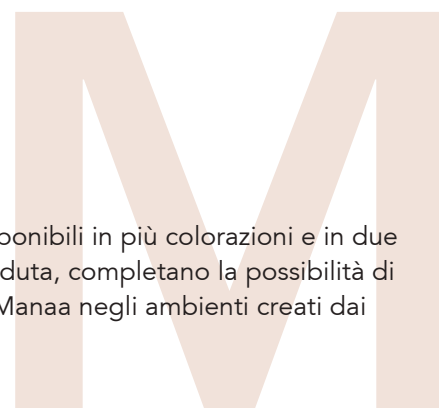 M
ponibili in più colorazioni e in due
duta, completano la possibilità di
Manaa negli ambienti creati dai